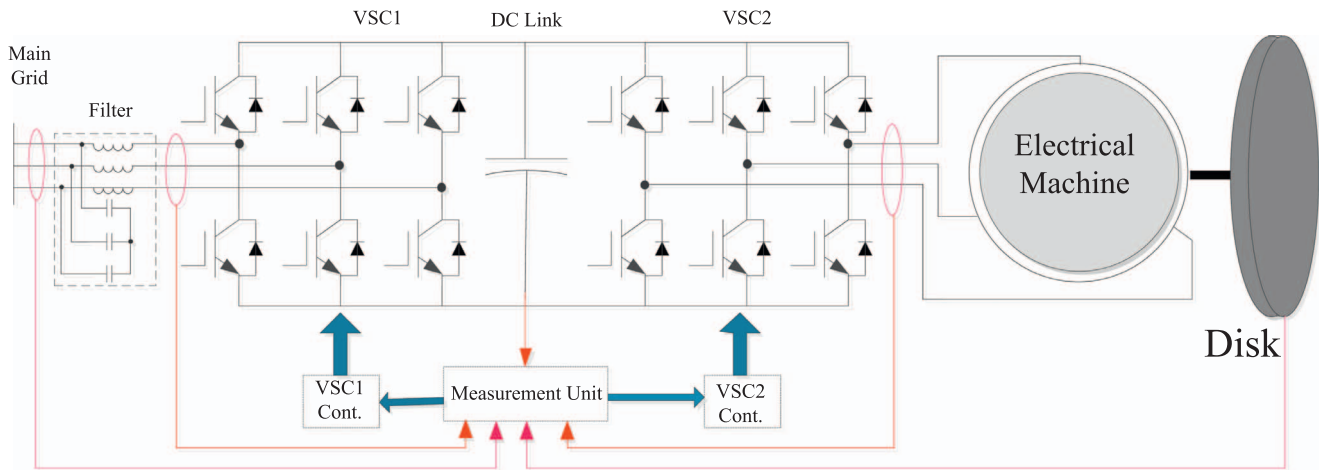 VSC1
DC Link
VSC2
Main
Grid
Filter
Electrical
Machine
Disk
VSC1
Cont.
Measurement Unit
VSC2
Cont.